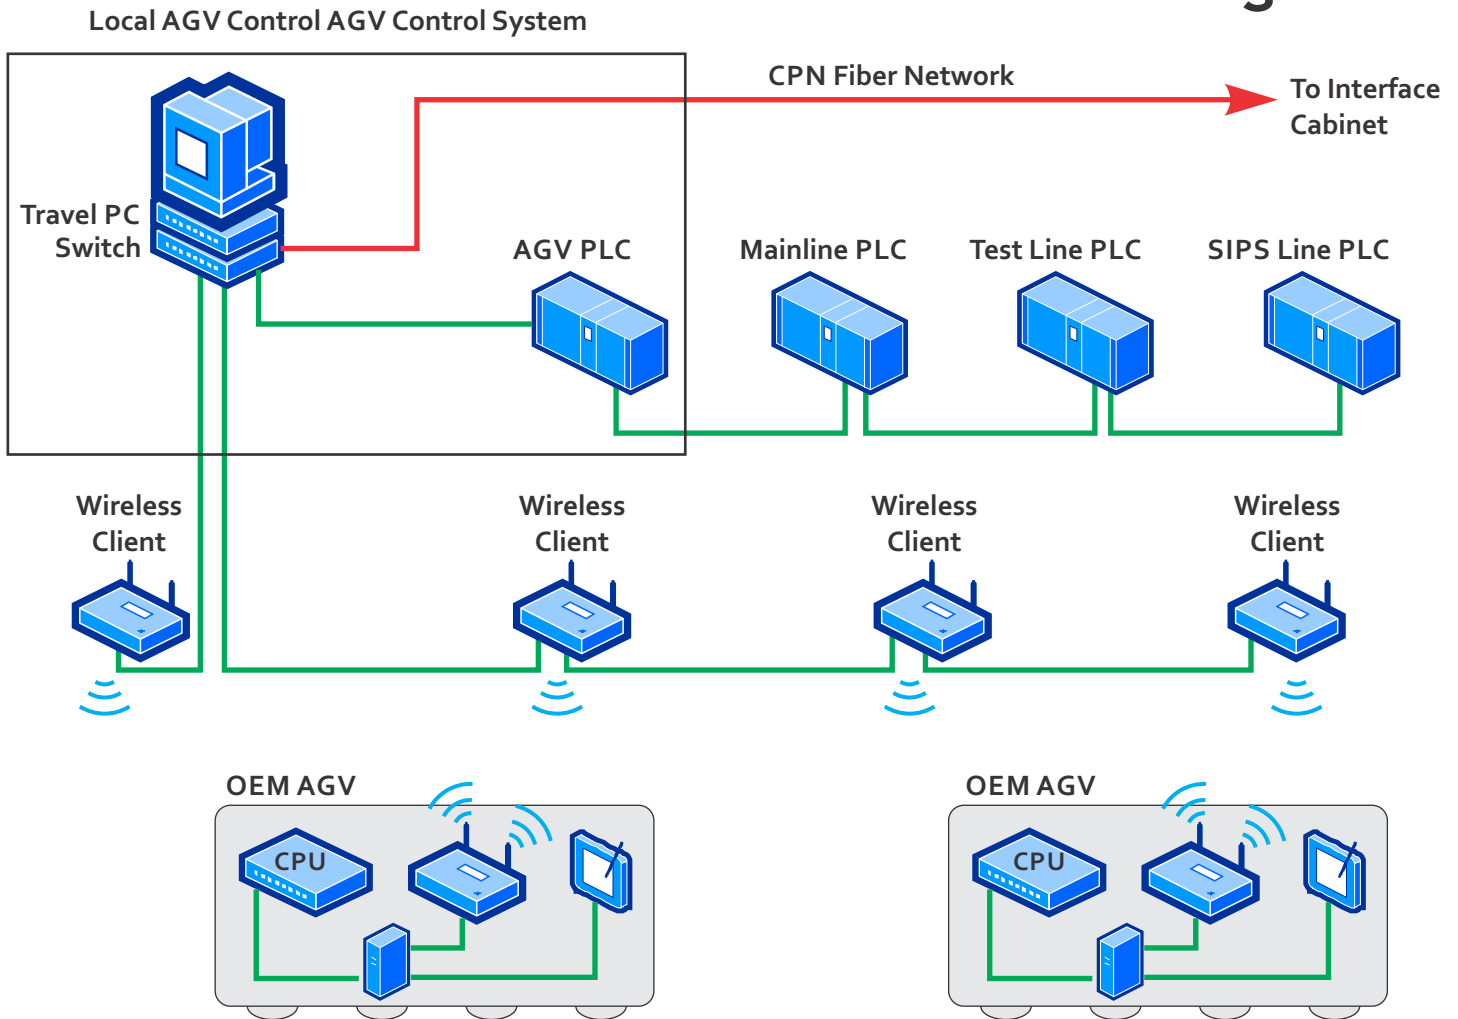 Local AGV Control AGV Control System
CPN Fiber Network
To Interface
Cabinet
Travel PC
Switch
AGV PLC
Mainline PLC
Test Line PLC
SIPS Line PLC
Wireless
Client
Wireless
Client
Wireless
Client
Wireless
Client
OEM AGV
OEM AGV
CPU
CPU